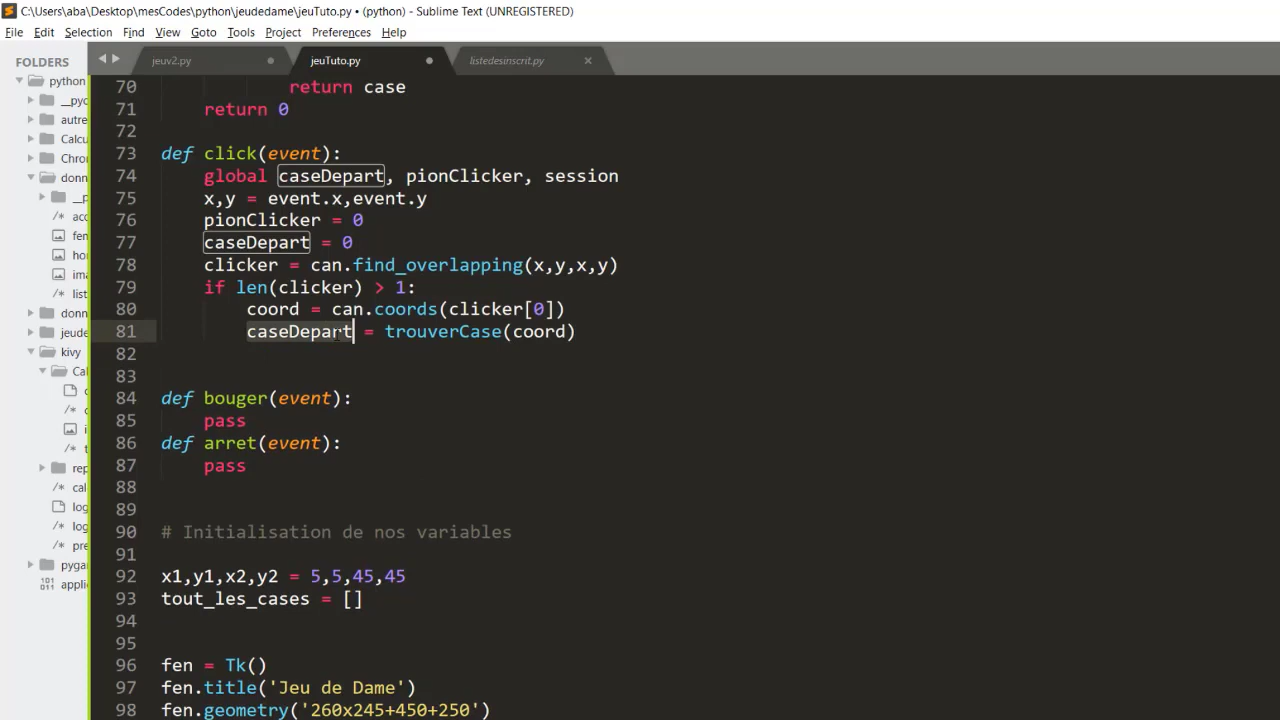 C:\Users\aba\Desktop\mesCodes\python\jeudedame\jeuTuto.py • (python) - Sublime Text (UNREGISTERED)
File Edit Selection Find View Goto Tools Project Preferences Help
FOLDERS
jeuv2.py jeuTuto.py listedesinscrit.py
python
__pyc
autre
Calcu
Chron
donn
__p
acc
fen
hor
ima
list
donn
jeude
kivy
Cal
c
c
i
t
rep
cal
log
log
pre
pyga
applic
70 return case
71 return 0
72
73 def click(event):
74 global caseDepart, pionClicker, session
75 x,y = event.x,event.y
76 pionClicker = 0
77 caseDepart = 0
78 clicker = can.find_overlapping(x,y,x,y)
79 if len(clicker) > 1:
80 coord = can.coords(clicker[0])
81 caseDepart = trouverCase(coord)
82
83
84 def bouger(event):
85 pass
86 def arret(event):
87 pass
88
89
90 # Initialisation de nos variables
91
92 x1,y1,x2,y2 = 5,5,45,45
93 tout_les_cases = []
94
95
96 fen = Tk()
97 fen.title('Jeu de Dame')
98 fen.geometry('260x245+450+250')